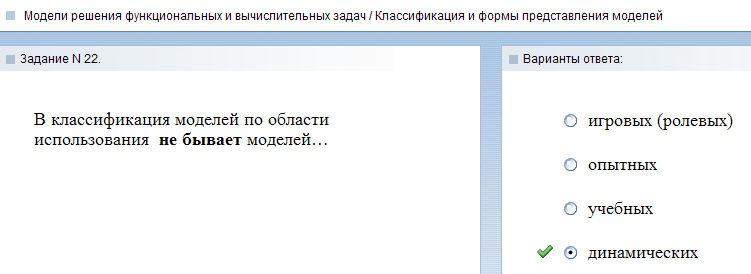 Модели решения функциональных и вычислительных задач / Классификация и формы представления моделей
Задание N 22.
В классификация моделей по области
использования не бывает моделей…
Варианты ответа:
игровых (ролевых)
опытных
учебных
динамических